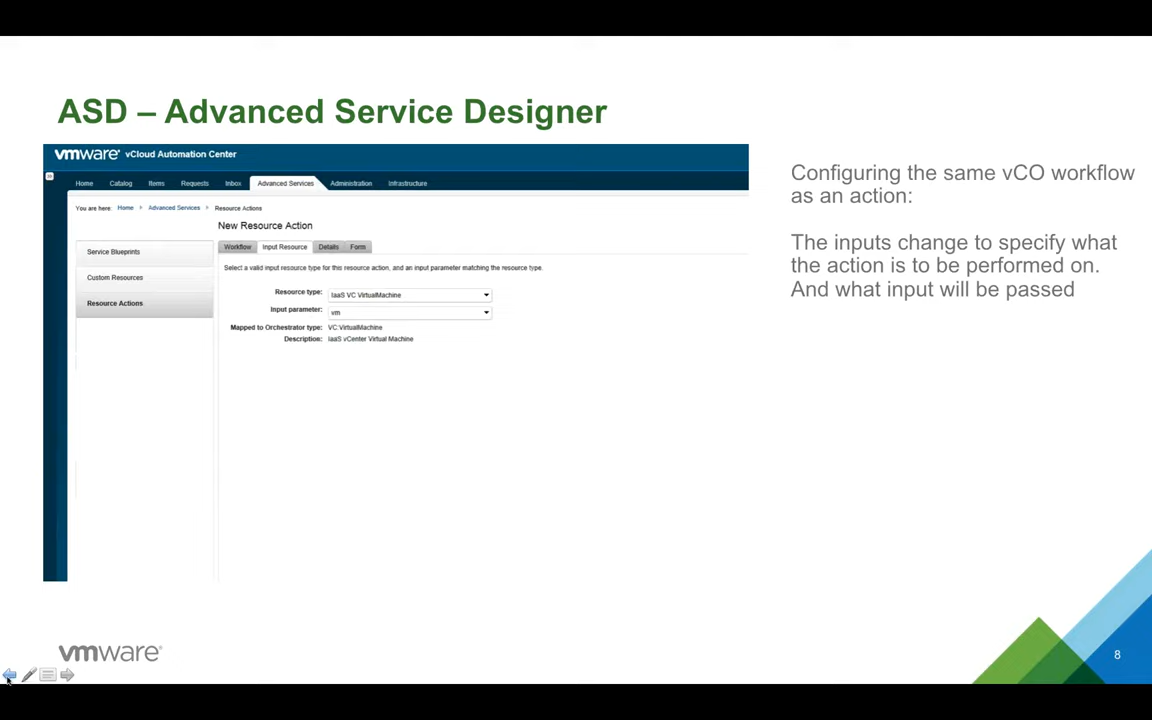 ASD – Advanced Service Designer
vmware® vCloud Automation Center
Home Catalog Items Requests Inbox Advanced Services Administration Infrastructure
You are here: Home > Advanced Services > Resource Actions
New Resource Action
Service Blueprints
Custom Resources
Resource Actions
Workflow Input Resource Details Form
Select a valid input resource type for this resource action, and an input parameter matching the resource type.
Resource type: IaaS VC VirtualMachine
Input parameter: vm
Mapped to Orchestrator type: VC:VirtualMachine
Description: IaaS vCenter Virtual Machine
Configuring the same vCO workflow
as an action:
The inputs change to specify what
the action is to be performed on.
And what input will be passed
vmware®
8